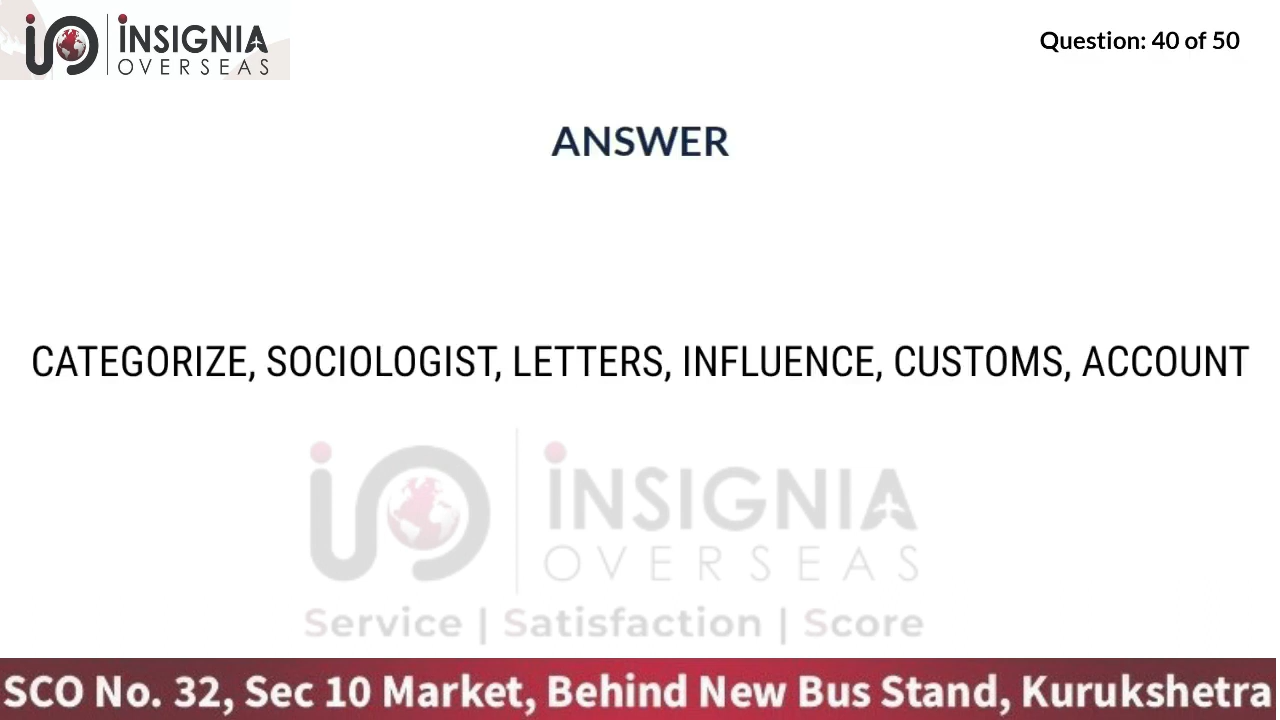 INSIGNIA
OVERSEAS
Question: 40 of 50
ANSWER
CATEGORIZE, SOCIOLOGIST, LETTERS, INFLUENCE, CUSTOMS, ACCOUNT
INSIGNIA
OVERSEAS
Service | Satisfaction | Score
SCO No. 32, Sec 10 Market, Behind New Bus Stand, Kurukshetra